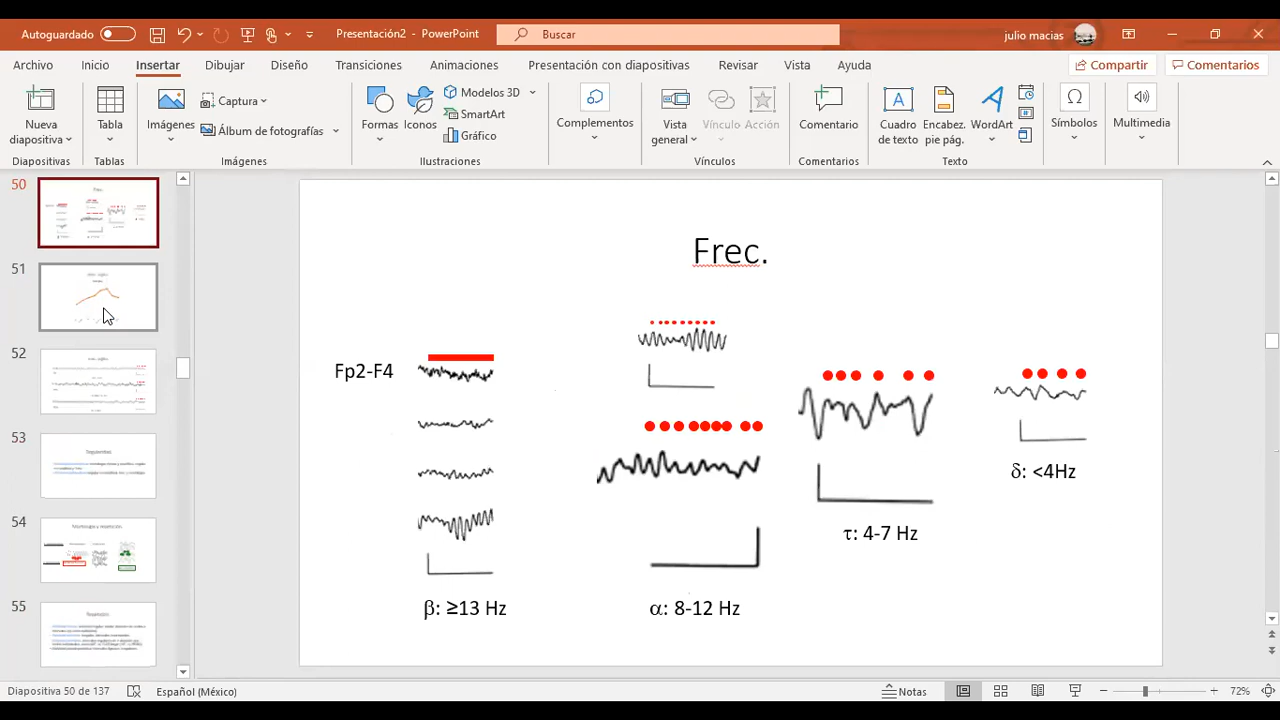 Autoguardado
Presentación2 - PowerPoint
Buscar
julio macias
Archivo
Inicio
Insertar
Dibujar
Diseño
Transiciones
Animaciones
Presentación con diapositivas
Revisar
Vista
Ayuda
Compartir
Comentarios
Nueva diapositiva
Tabla
Imágenes
Captura
Álbum de fotografías
Formas
Iconos
Modelos 3D
SmartArt
Gráfico
Complementos
Vista general
Vínculo
Acción
Comentario
Cuadro de texto
Encabez. pie pág.
WordArt
Símbolos
Multimedia
Diapositivas
Tablas
Imágenes
Ilustraciones
Vínculos
Comentarios
Texto
50
51
52
53
54
55
Frec.
Fp2-F4
β: ≥13 Hz
α: 8-12 Hz
τ: 4-7 Hz
δ: <4Hz
Diapositiva 50 de 137
Español (México)
Notas
72%